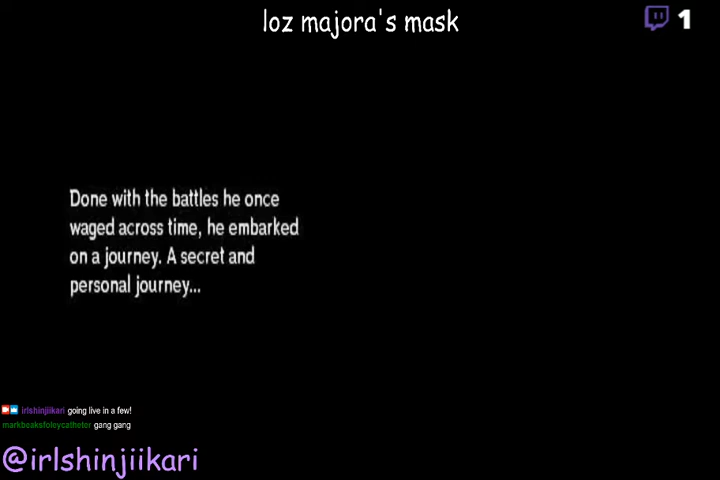 loz majora's mask
1
Done with the battles he once
waged across time, he embarked
on a journey. A secret and
personal journey...
irlshinjiikari going live in a few!
markbeaksfoleycatheter gang gang
@irlshinjiikari